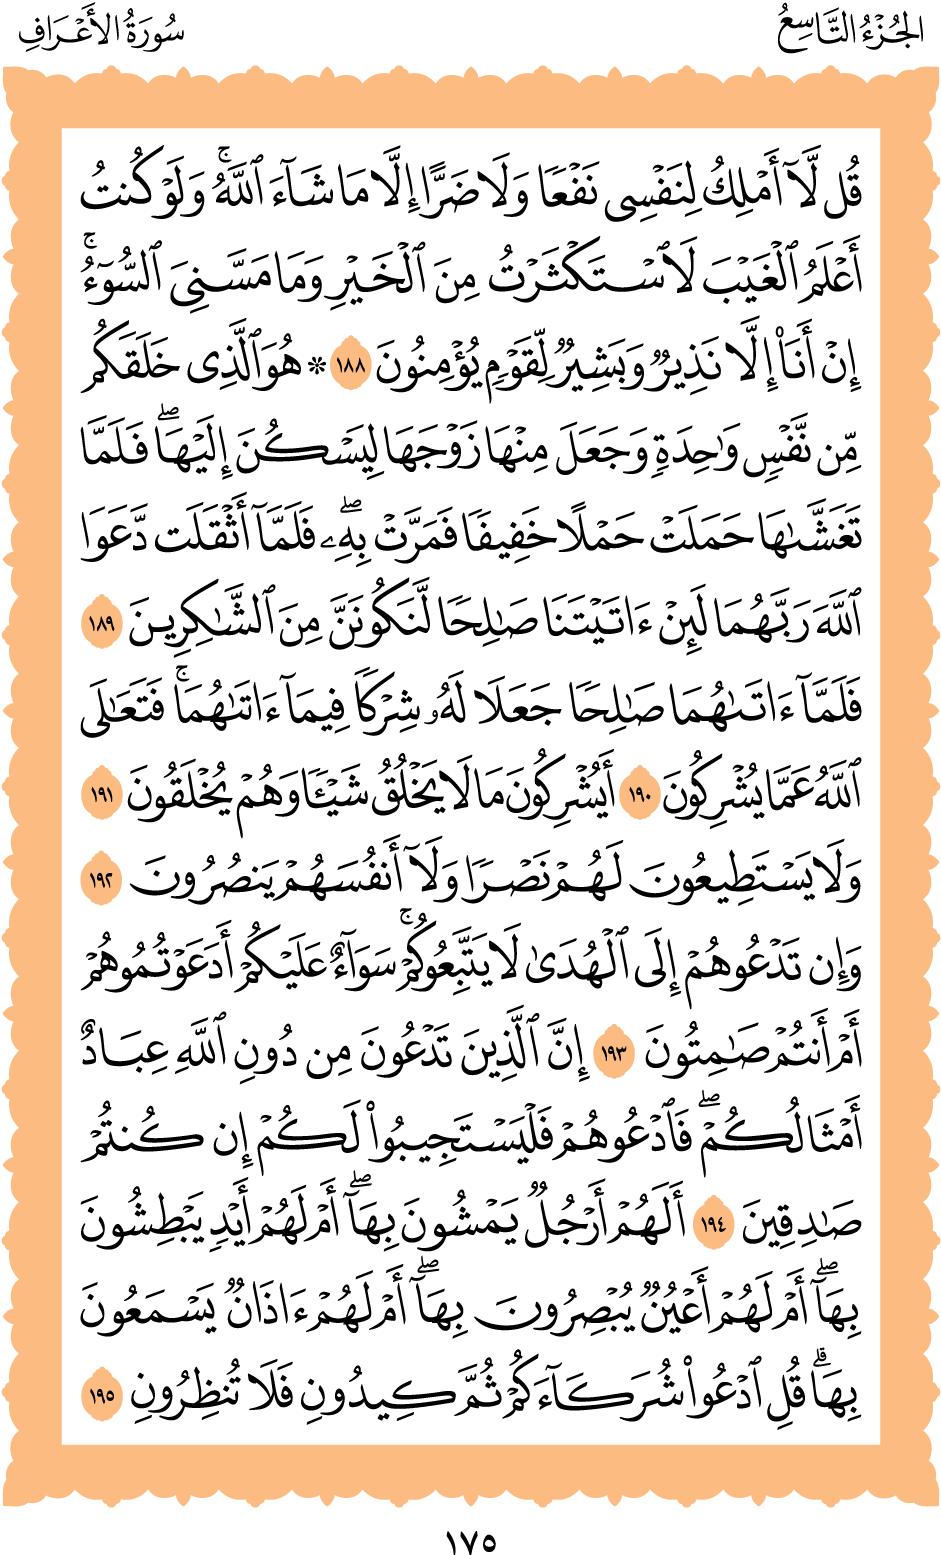 الجُزْءُ التَّاسِعُ
سُورَةُ الأَعْرَافِ
قُل لَّآ أَمْلِكُ لِنَفْسِى نَفْعًا وَلَا ضَرًّا إِلَّا مَا شَآءَ ٱللَّهُۚ وَلَوْ كُنتُ
أَعْلَمُ ٱلْغَيْبَ لَٱسْتَكْثَرْتُ مِنَ ٱلْخَيْرِ وَمَا مَسَّنِىَ ٱلسُّوٓءُۚ
إِنْ أَنَا۠ إِلَّا نَذِيرٌ وَبَشِيرٌ لِّقَوْمٍ يُؤْمِنُونَ ١٨٨ * هُوَ ٱلَّذِى خَلَقَكُم
مِّن نَّفْسٍ وَٰحِدَةٍ وَجَعَلَ مِنْهَا زَوْجَهَا لِيَسْكُنَ إِلَيْهَاۖ فَلَمَّا
تَغَشَّىٰهَا حَمَلَتْ حَمْلًا خَفِيفًا فَمَرَّتْ بِهِۦۖ فَلَمَّآ أَثْقَلَت دَّعَوَا
ٱللَّهَ رَبَّهُمَا لَئِنْ ءَاتَيْتَنَا صَٰلِحًا لَّنَكُونَنَّ مِنَ ٱلشَّٰكِرِينَ ١٨٩
فَلَمَّآ ءَاتَىٰهُمَا صَٰلِحًا جَعَلَا لَهُۥ شِرْكًا فِيمَآ ءَاتَىٰهُمَاۚ فَتَعَٰلَى
ٱللَّهُ عَمَّا يُشْرِكُونَ ١٩٠ أَيُشْرِكُونَ مَا لَا يَخْلُقُ شَيْـًٔا وَهُمْ يُخْلَقُونَ ١٩١
وَلَا يَسْتَطِيعُونَ لَهُمْ نَصْرًا وَلَآ أَنفُسَهُمْ يَنصُرُونَ ١٩٢
وَإِن تَدْعُوهُمْ إِلَى ٱلْهُدَىٰ لَا يَتَّبِعُوكُمْۚ سَوَآءٌ عَلَيْكُمْ أَدَعَوْتُمُوهُمْ
أَمْ أَنتُمْ صَٰمِتُونَ ١٩٣ إِنَّ ٱلَّذِينَ تَدْعُونَ مِن دُونِ ٱللَّهِ عِبَادٌ
أَمْثَالُكُمْۖ فَٱدْعُوهُمْ فَلْيَسْتَجِيبُوا۟ لَكُمْ إِن كُنتُمْ
صَٰدِقِينَ ١٩٤ أَلَهُمْ أَرْجُلٌ يَمْشُونَ بِهَآۖ أَمْ لَهُمْ أَيْدٍ يَبْطِشُونَ
بِهَآۖ أَمْ لَهُمْ أَعْيُنٌ يُبْصِرُونَ بِهَآۖ أَمْ لَهُمْ ءَاذَانٌ يَسْمَعُونَ
بِهَاۗ قُلِ ٱدْعُوا۟ شُرَكَآءَكُمْ ثُمَّ كِيدُونِ فَلَا تُنظِرُونِ ١٩٥
١٧٥